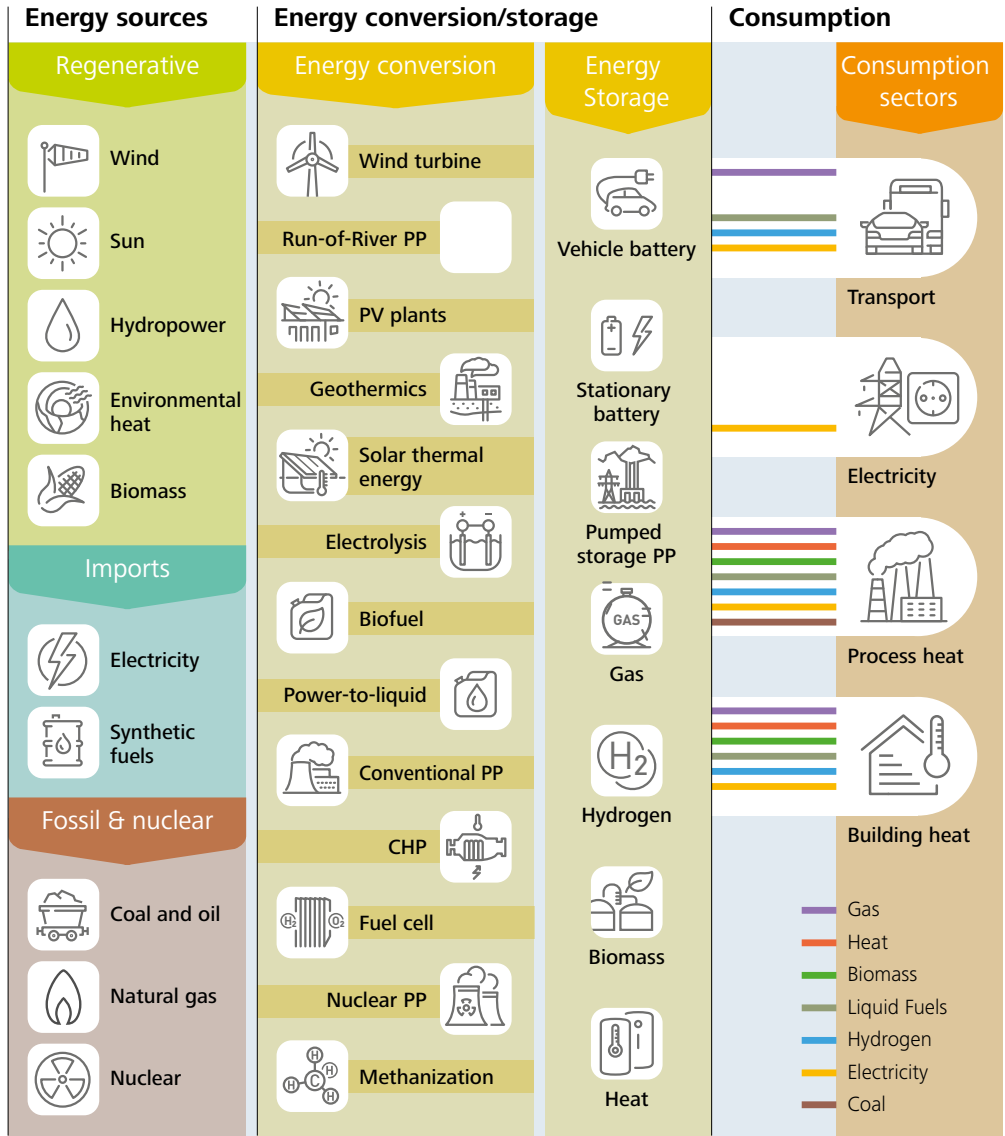 Energy sources
Energy conversion/storage
Consumption
Regenerative
Wind
Sun
Hydropower
Environmental
heat
Biomass
Imports
Electricity
Synthetic
fuels
Fossil & nuclear
Coal and oil
Natural gas
Nuclear
Energy conversion
Wind turbine
Run-of-River PP
PV plants
Geothermics
Solar thermal
energy
+ −
Electrolysis
Biofuel
Power-to-liquid
Conventional PP
CHP
H₂ O₂
Fuel cell
Nuclear PP
H
H
H C
H
Methanization
Energy
Storage
Vehicle battery
+
−
Stationary
battery
Pumped
storage PP
GAS
Gas
H₂
Hydrogen
Biomass
Heat
Consumption
sectors
Transport
Electricity
Process heat
Building heat
Gas
Heat
Biomass
Liquid Fuels
Hydrogen
Electricity
Coal